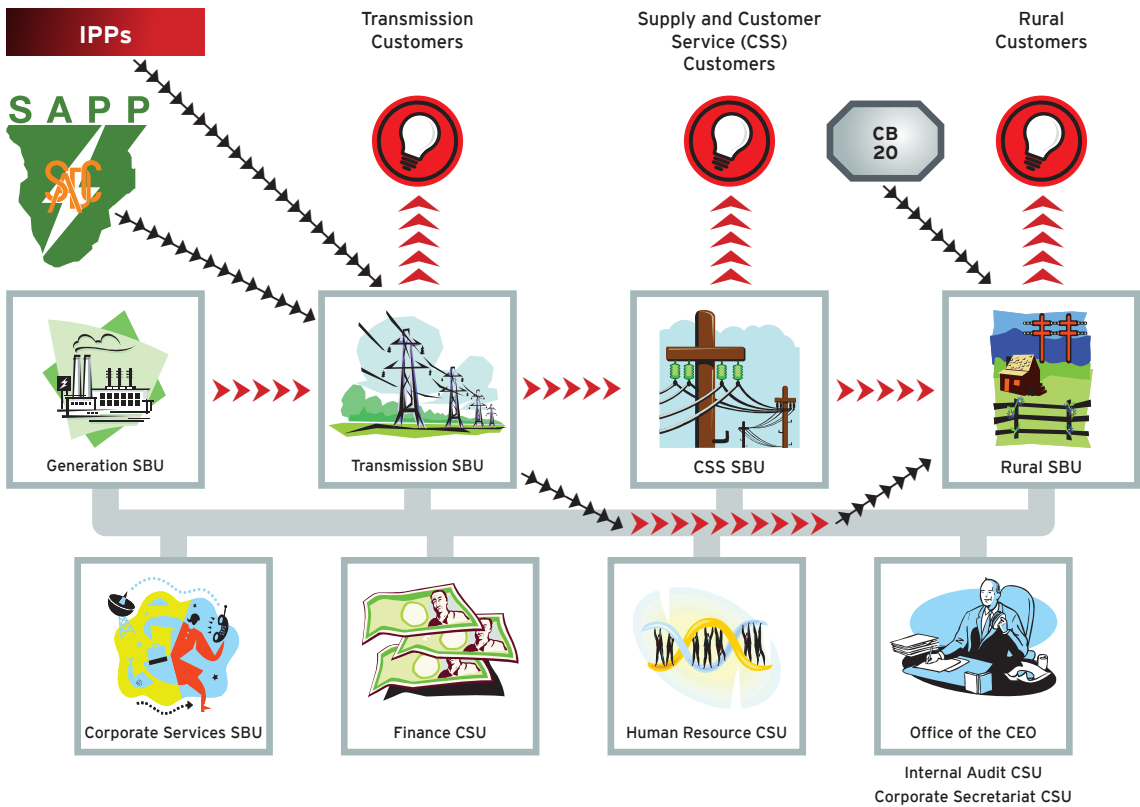 IPPs
Transmission
Customers
Supply and Customer
Service (CSS)
Customers
Rural
Customers
SAPP
SADC
CB
20
Generation SBU
Transmission SBU
CSS SBU
Rural SBU
Corporate Services SBU
Finance CSU
Human Resource CSU
Office of the CEO
Internal Audit CSU
Corporate Secretariat CSU